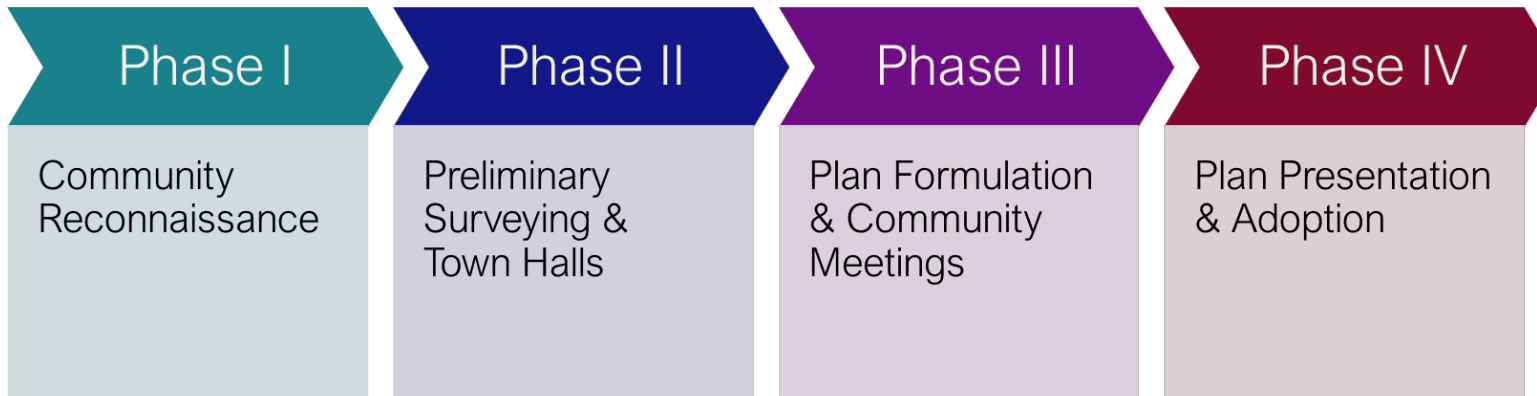 Phase I
Community
Reconnaissance
Phase II
Preliminary
Surveying &
Town Halls
Phase III
Plan Formulation
& Community
Meetings
Phase IV
Plan Presentation
& Adoption